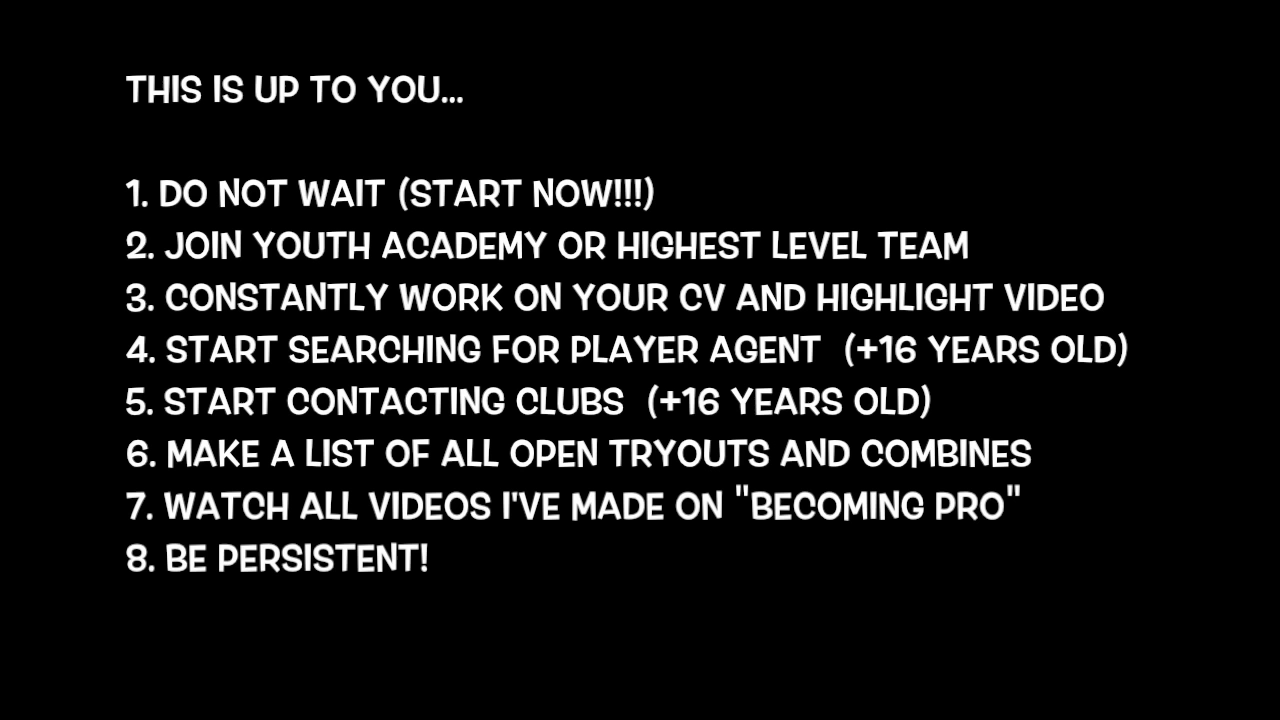 THIS IS UP TO YOU...
1. DO NOT WAIT (START NOW!!!)
2. JOIN YOUTH ACADEMY OR HIGHEST LEVEL TEAM
3. CONSTANTLY WORK ON YOUR CV AND HIGHLIGHT VIDEO
4. START SEARCHING FOR PLAYER AGENT (+16 YEARS OLD)
5. START CONTACTING CLUBS (+16 YEARS OLD)
6. MAKE A LIST OF ALL OPEN TRYOUTS AND COMBINES
7. WATCH ALL VIDEOS I'VE MADE ON "BECOMING PRO"
8. BE PERSISTENT!